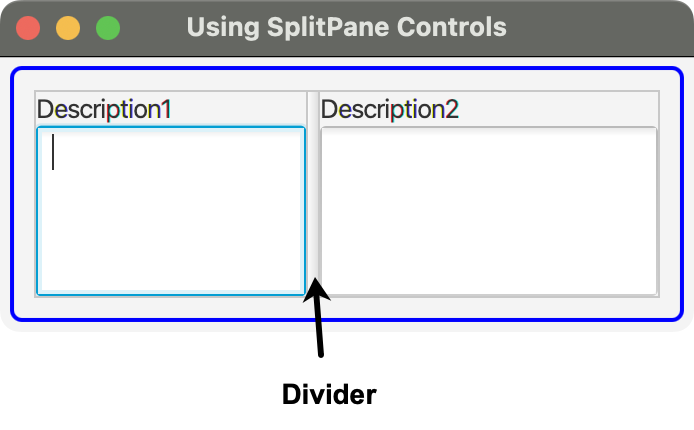 Using SplitPane Controls
Description1
Description2
Divider